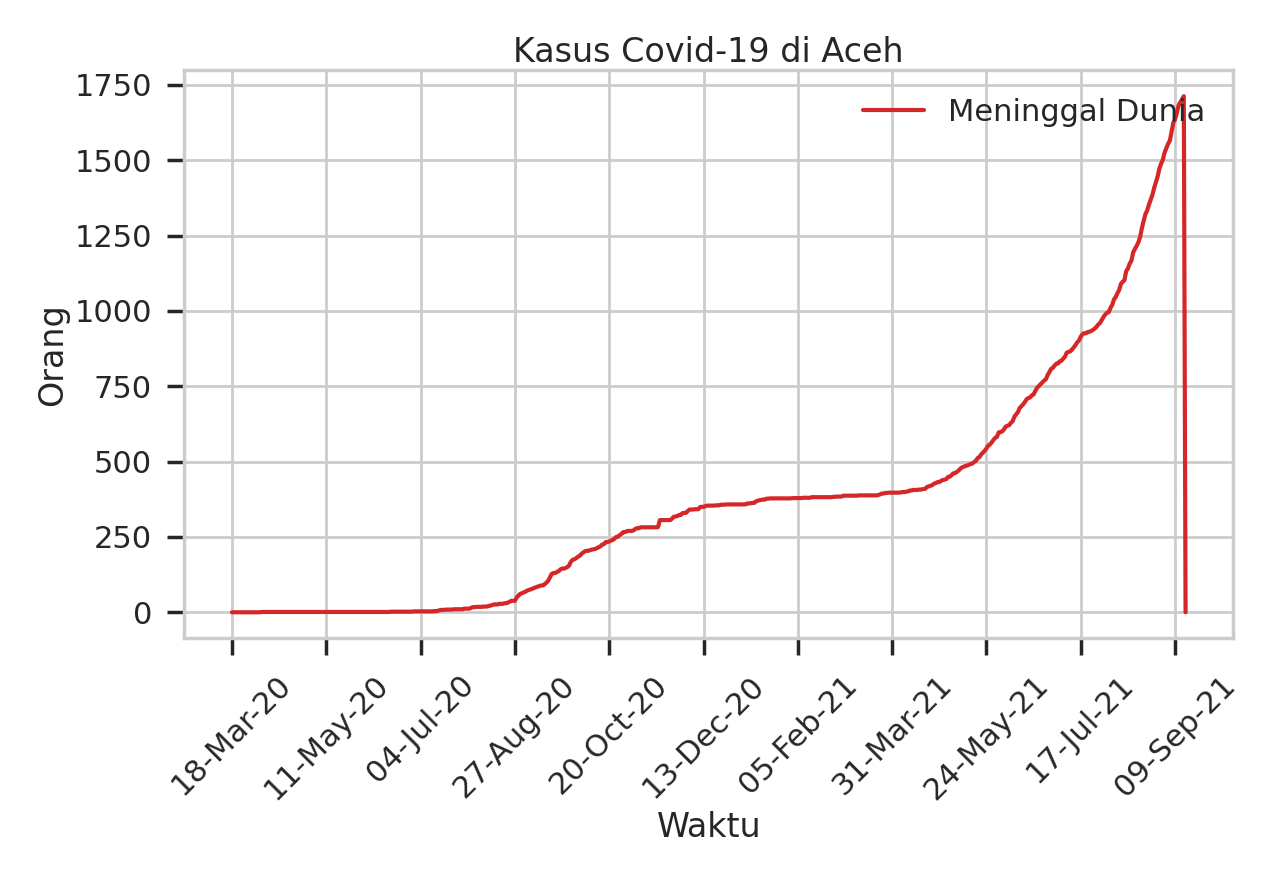 Kasus Covid-19 di Aceh
Meninggal Dunia
1750
1500
1250
1000
750
500
250
0
Orang
18-Mar-20
11-May-20
04-Jul-20
27-Aug-20
20-Oct-20
13-Dec-20
05-Feb-21
31-Mar-21
24-May-21
17-Jul-21
09-Sep-21
Waktu